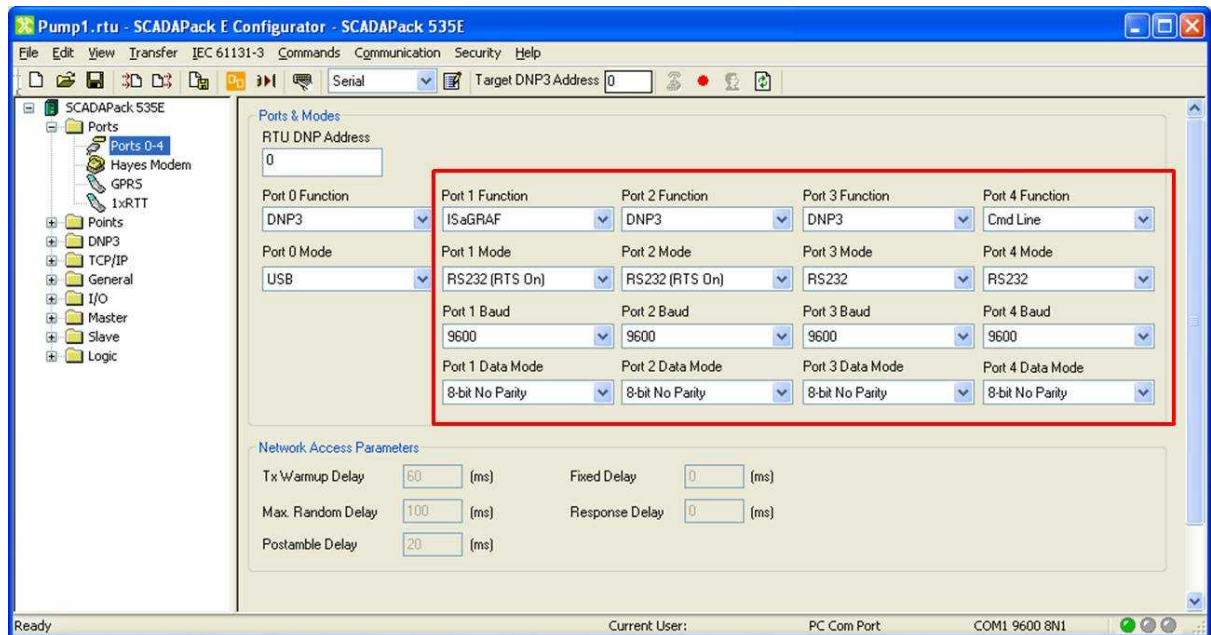 Pump1.rtu - SCADAPack E Configurator - SCADAPack 535E
File Edit View Transfer IEC 61131-3 Commands Communication Security Help
Serial Target DNP3 Address 0
SCADAPack 535E
Ports
Ports 0-4
Hayes Modem
GPRS
1xRTT
Points
DNP3
TCP/IP
General
I/O
Master
Slave
Logic
Ports & Modes
RTU DNP Address
0
Port 0 Function Port 1 Function Port 2 Function Port 3 Function Port 4 Function
DNP3 ISaGRAF DNP3 DNP3 Cmd Line
Port 0 Mode Port 1 Mode Port 2 Mode Port 3 Mode Port 4 Mode
USB RS232 (RTS On) RS232 (RTS On) RS232 RS232
Port 1 Baud Port 2 Baud Port 3 Baud Port 4 Baud
9600 9600 9600 9600
Port 1 Data Mode Port 2 Data Mode Port 3 Data Mode Port 4 Data Mode
8-bit No Parity 8-bit No Parity 8-bit No Parity 8-bit No Parity
Network Access Parameters
Tx Warmup Delay 60 (ms) Fixed Delay 0 (ms)
Max. Random Delay 100 (ms) Response Delay 0 (ms)
Postamble Delay 20 (ms)
Ready Current User: PC Com Port COM1 9600 8N1